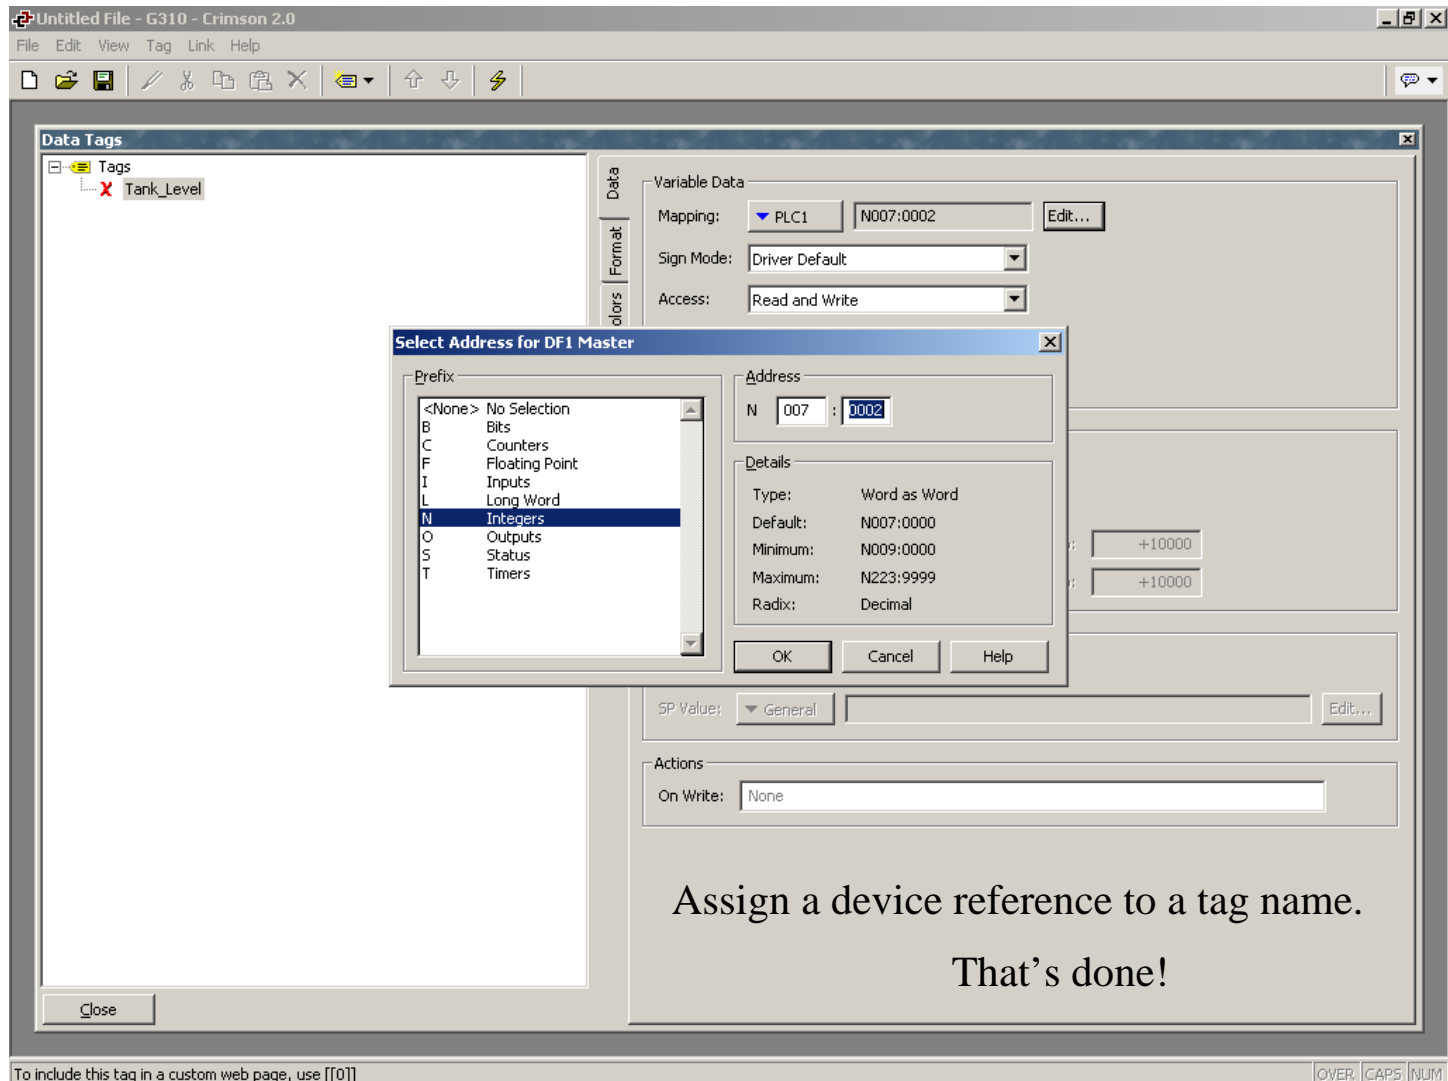 Untitled File - G310 - Crimson 2.0
File Edit View Tag Link Help
Data Tags
Tags
Tank_Level
Data
Format
olors
Variable Data
Mapping: PLC1 N007:0002 Edit...
Sign Mode: Driver Default
Access: Read and Write
Select Address for DF1 Master
Prefix
<None> No Selection
B Bits
C Counters
F Floating Point
I Inputs
L Long Word
N Integers
O Outputs
S Status
T Timers
Address
N 007 : 0002
Details
Type: Word as Word
Default: N007:0000
Minimum: N009:0000
Maximum: N223:9999
Radix: Decimal
OK Cancel Help
+10000
+10000
SP Value: General Edit...
Actions
On Write: None
Assign a device reference to a tag name.
That’s done!
Close
To include this tag in a custom web page, use [[0]]
OVER CAPS NUM